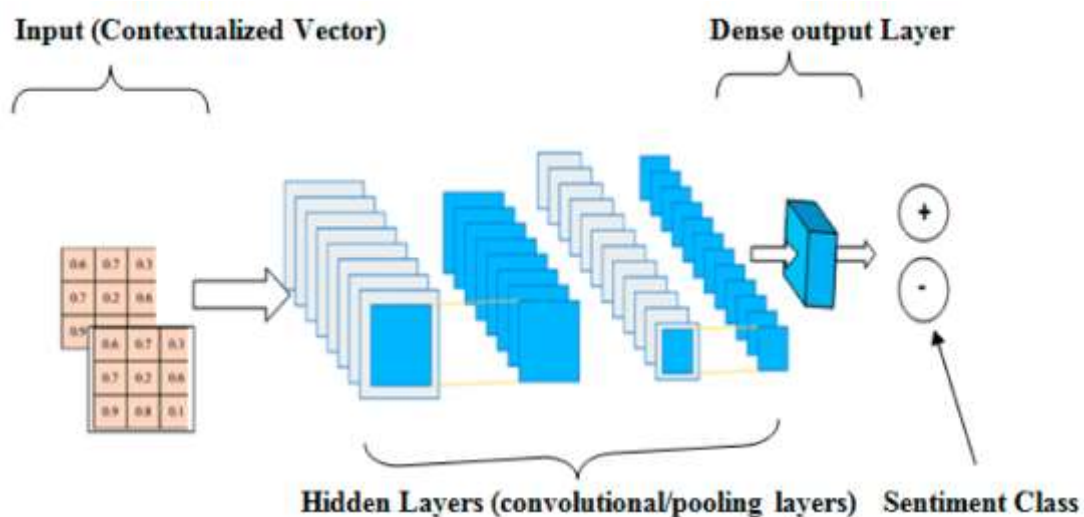 Input (Contextualized Vector) Dense output Layer
0.6 0.7 0.3
0.7 0.2 0.6
0.9
0.6 0.7 0.3
0.7 0.2 0.6
0.9 0.8 0.1
+
-
Hidden Layers (convolutional/pooling layers) Sentiment Class